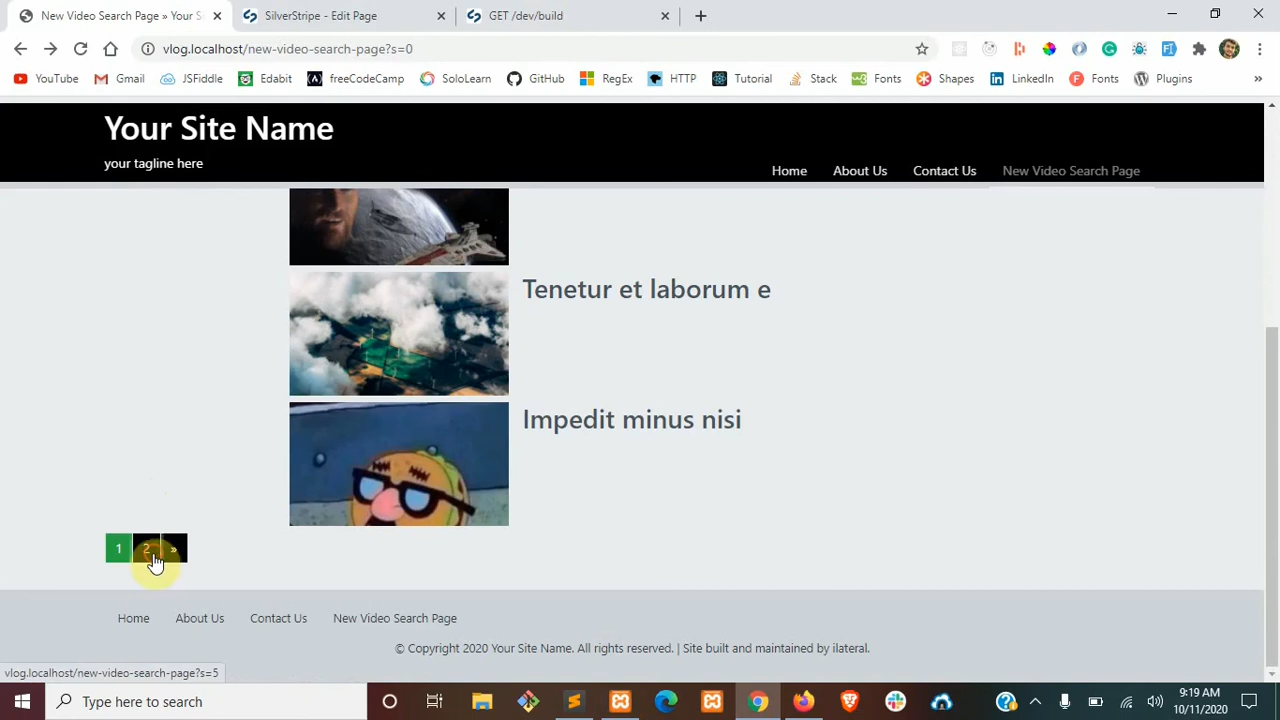 New Video Search Page » Your S
SilverStripe - Edit Page
GET /dev/build
vlog.localhost/new-video-search-page?s=0
YouTube
Gmail
JSFiddle
Edabit
freeCodeCamp
SoloLearn
GitHub
RegEx
HTTP
Tutorial
Stack
Fonts
Shapes
LinkedIn
Fonts
Plugins
»
Your Site Name
your tagline here
Home
About Us
Contact Us
New Video Search Page
Tenetur et laborum e
Impedit minus nisi
1 2 »
Home
About Us
Contact Us
New Video Search Page
© Copyright 2020 Your Site Name. All rights reserved. | Site built and maintained by ilateral.
vlog.localhost/new-video-search-page?s=5
Type here to search
9:19 AM
10/11/2020